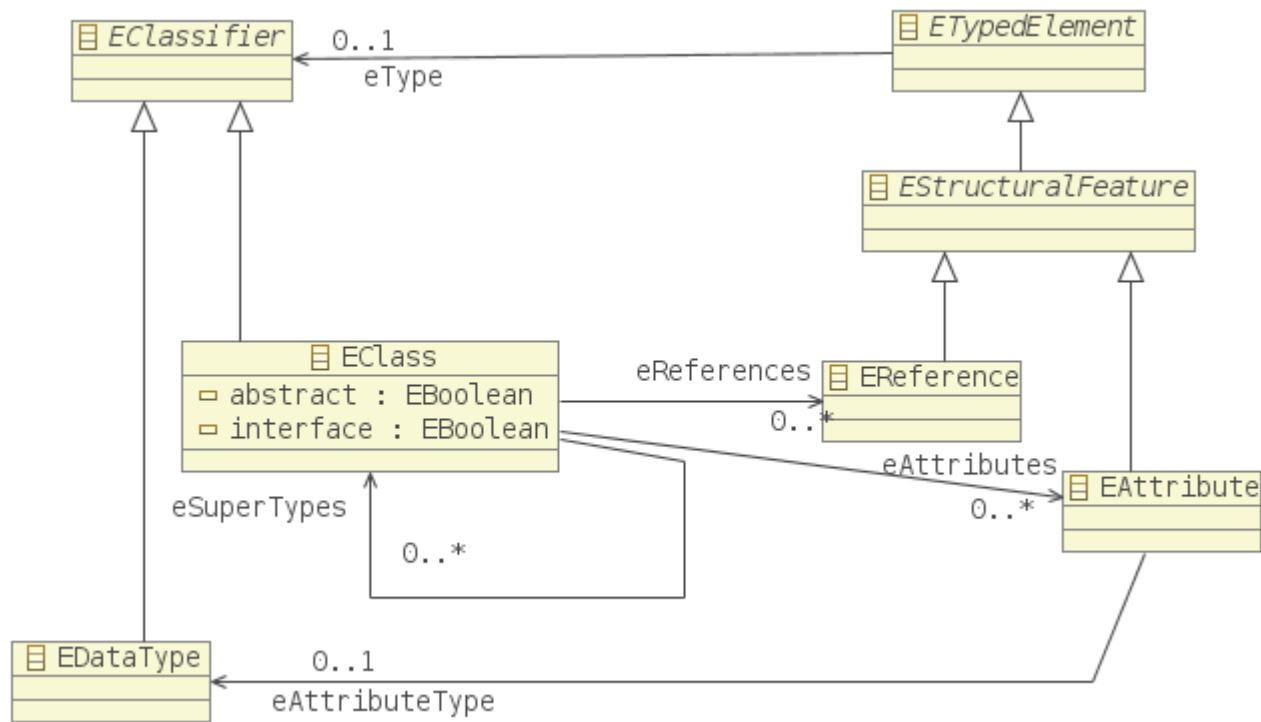 EClassifier
ETypedElement
0..1
eType
EStructuralFeature
EClass
abstract : EBoolean
interface : EBoolean
eReferences
EReference
0..*
eAttributes
EAttribute
0..*
eSuperTypes
0..*
EDataType
0..1
eAttributeType